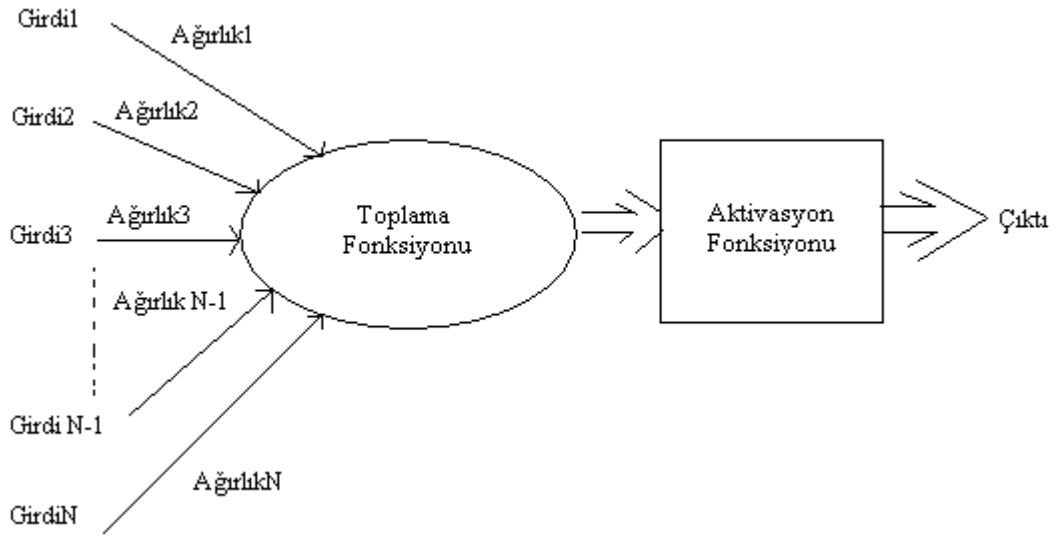 Girdi1
Ağırlık1
Girdi2
Ağırlık2
Girdi3
Ağırlık3
Ağırlık N-1
Girdi N-1
AğırlıkN
GirdiN
Toplama
Fonksiyonu
Aktivasyon
Fonksiyonu
Çıktı